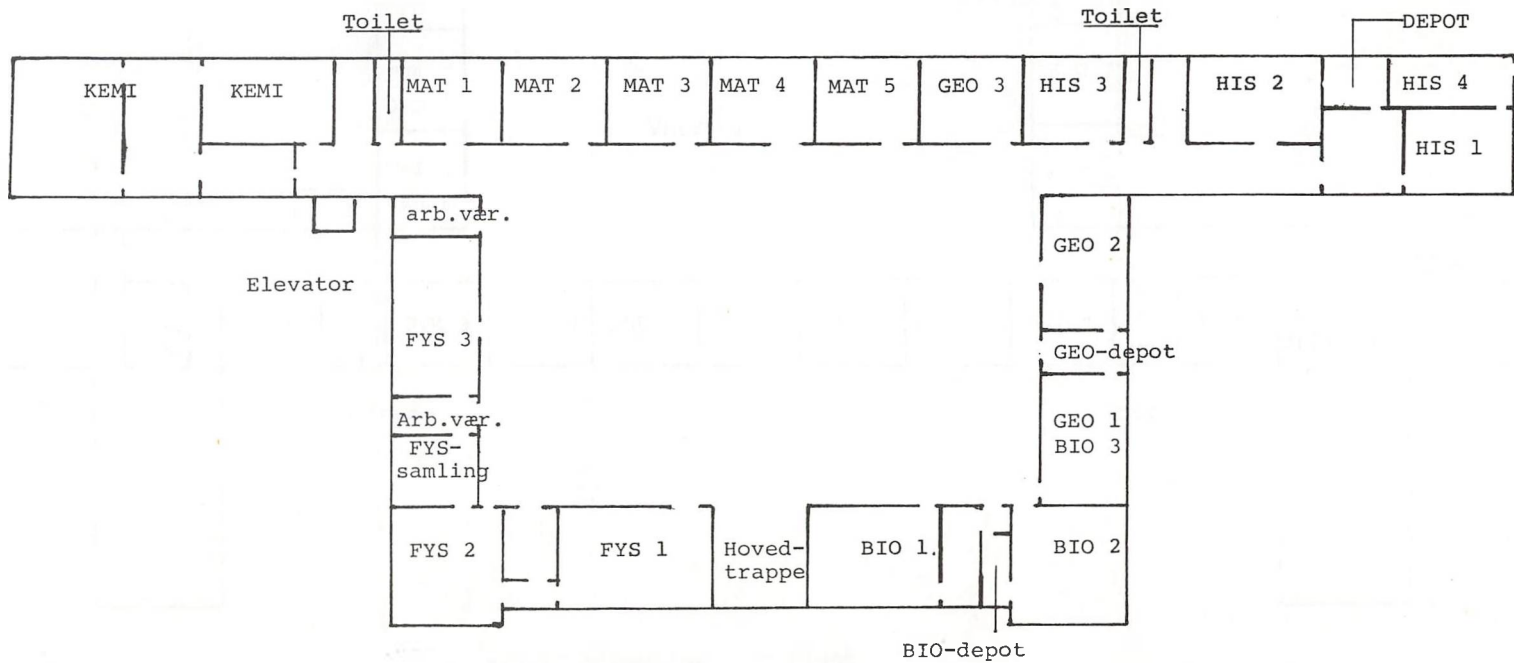 Toilet
Toilet
DEPOT
KEMI
KEMI
MAT 1
MAT 2
MAT 3
MAT 4
MAT 5
GEO 3
HIS 3
HIS 2
HIS 4
HIS 1
arb.vær.
GEO 2
Elevator
FYS 3
GEO-depot
Arb.vær.
FYS-
samling
GEO 1
BIO 3
FYS 2
FYS 1
Hoved-
trappe
BIO 1.
BIO 2
BIO-depot